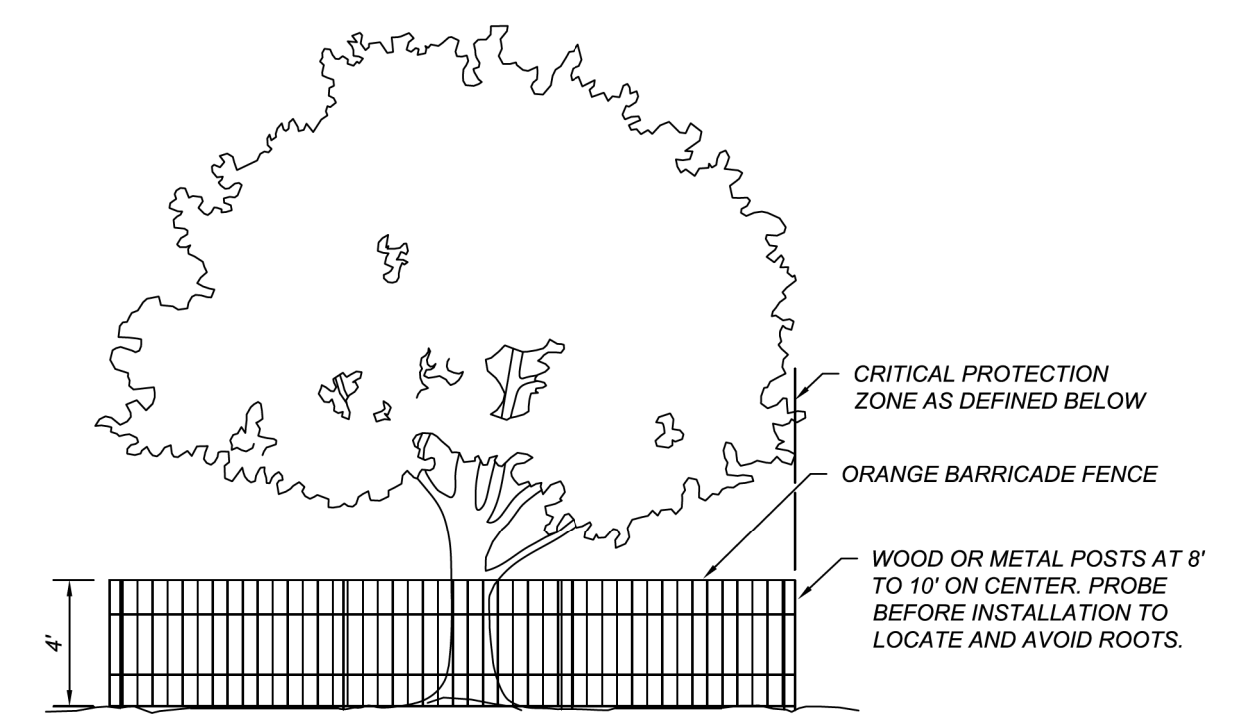 CRITICAL PROTECTION
ZONE AS DEFINED BELOW
ORANGE BARRICADE FENCE
WOOD OR METAL POSTS AT 8'
TO 10' ON CENTER. PROBE
BEFORE INSTALLATION TO
LOCATE AND AVOID ROOTS.
4'